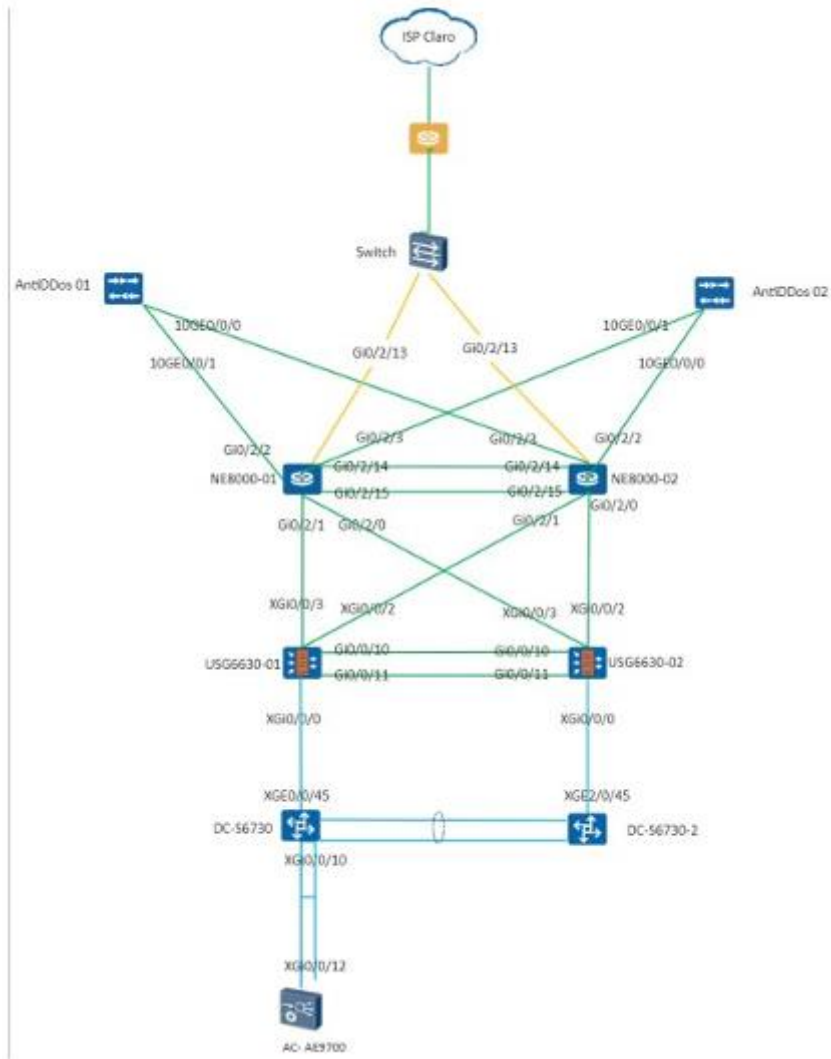 ISP Claro
Switch
AntiDDos 01
AntiDDos 02
10GE0/0/0
10GE0/0/1
Gi0/2/13
Gi0/2/13
10GE0/0/1
10GE0/0/0
Gi0/2/2
Gi0/2/3
Gi0/2/3
Gi0/2/2
NE8000-01
Gi0/2/14
Gi0/2/14
NE8000-02
Gi0/2/15
Gi0/2/15
Gi0/2/0
Gi0/2/1
Gi0/2/0
Gi0/2/1
XGi0/0/3
XGi0/0/2
XGi0/0/3
XGi0/0/2
USG6630-01
Gi0/0/10
Gi0/0/10
USG6630-02
Gi0/0/11
Gi0/0/11
XGi0/0/0
XGi0/0/0
XGE0/0/45
XGE2/0/45
DC-S6730
DC-S6730-2
XGi0/0/10
XGi0/0/12
AC- AE9700